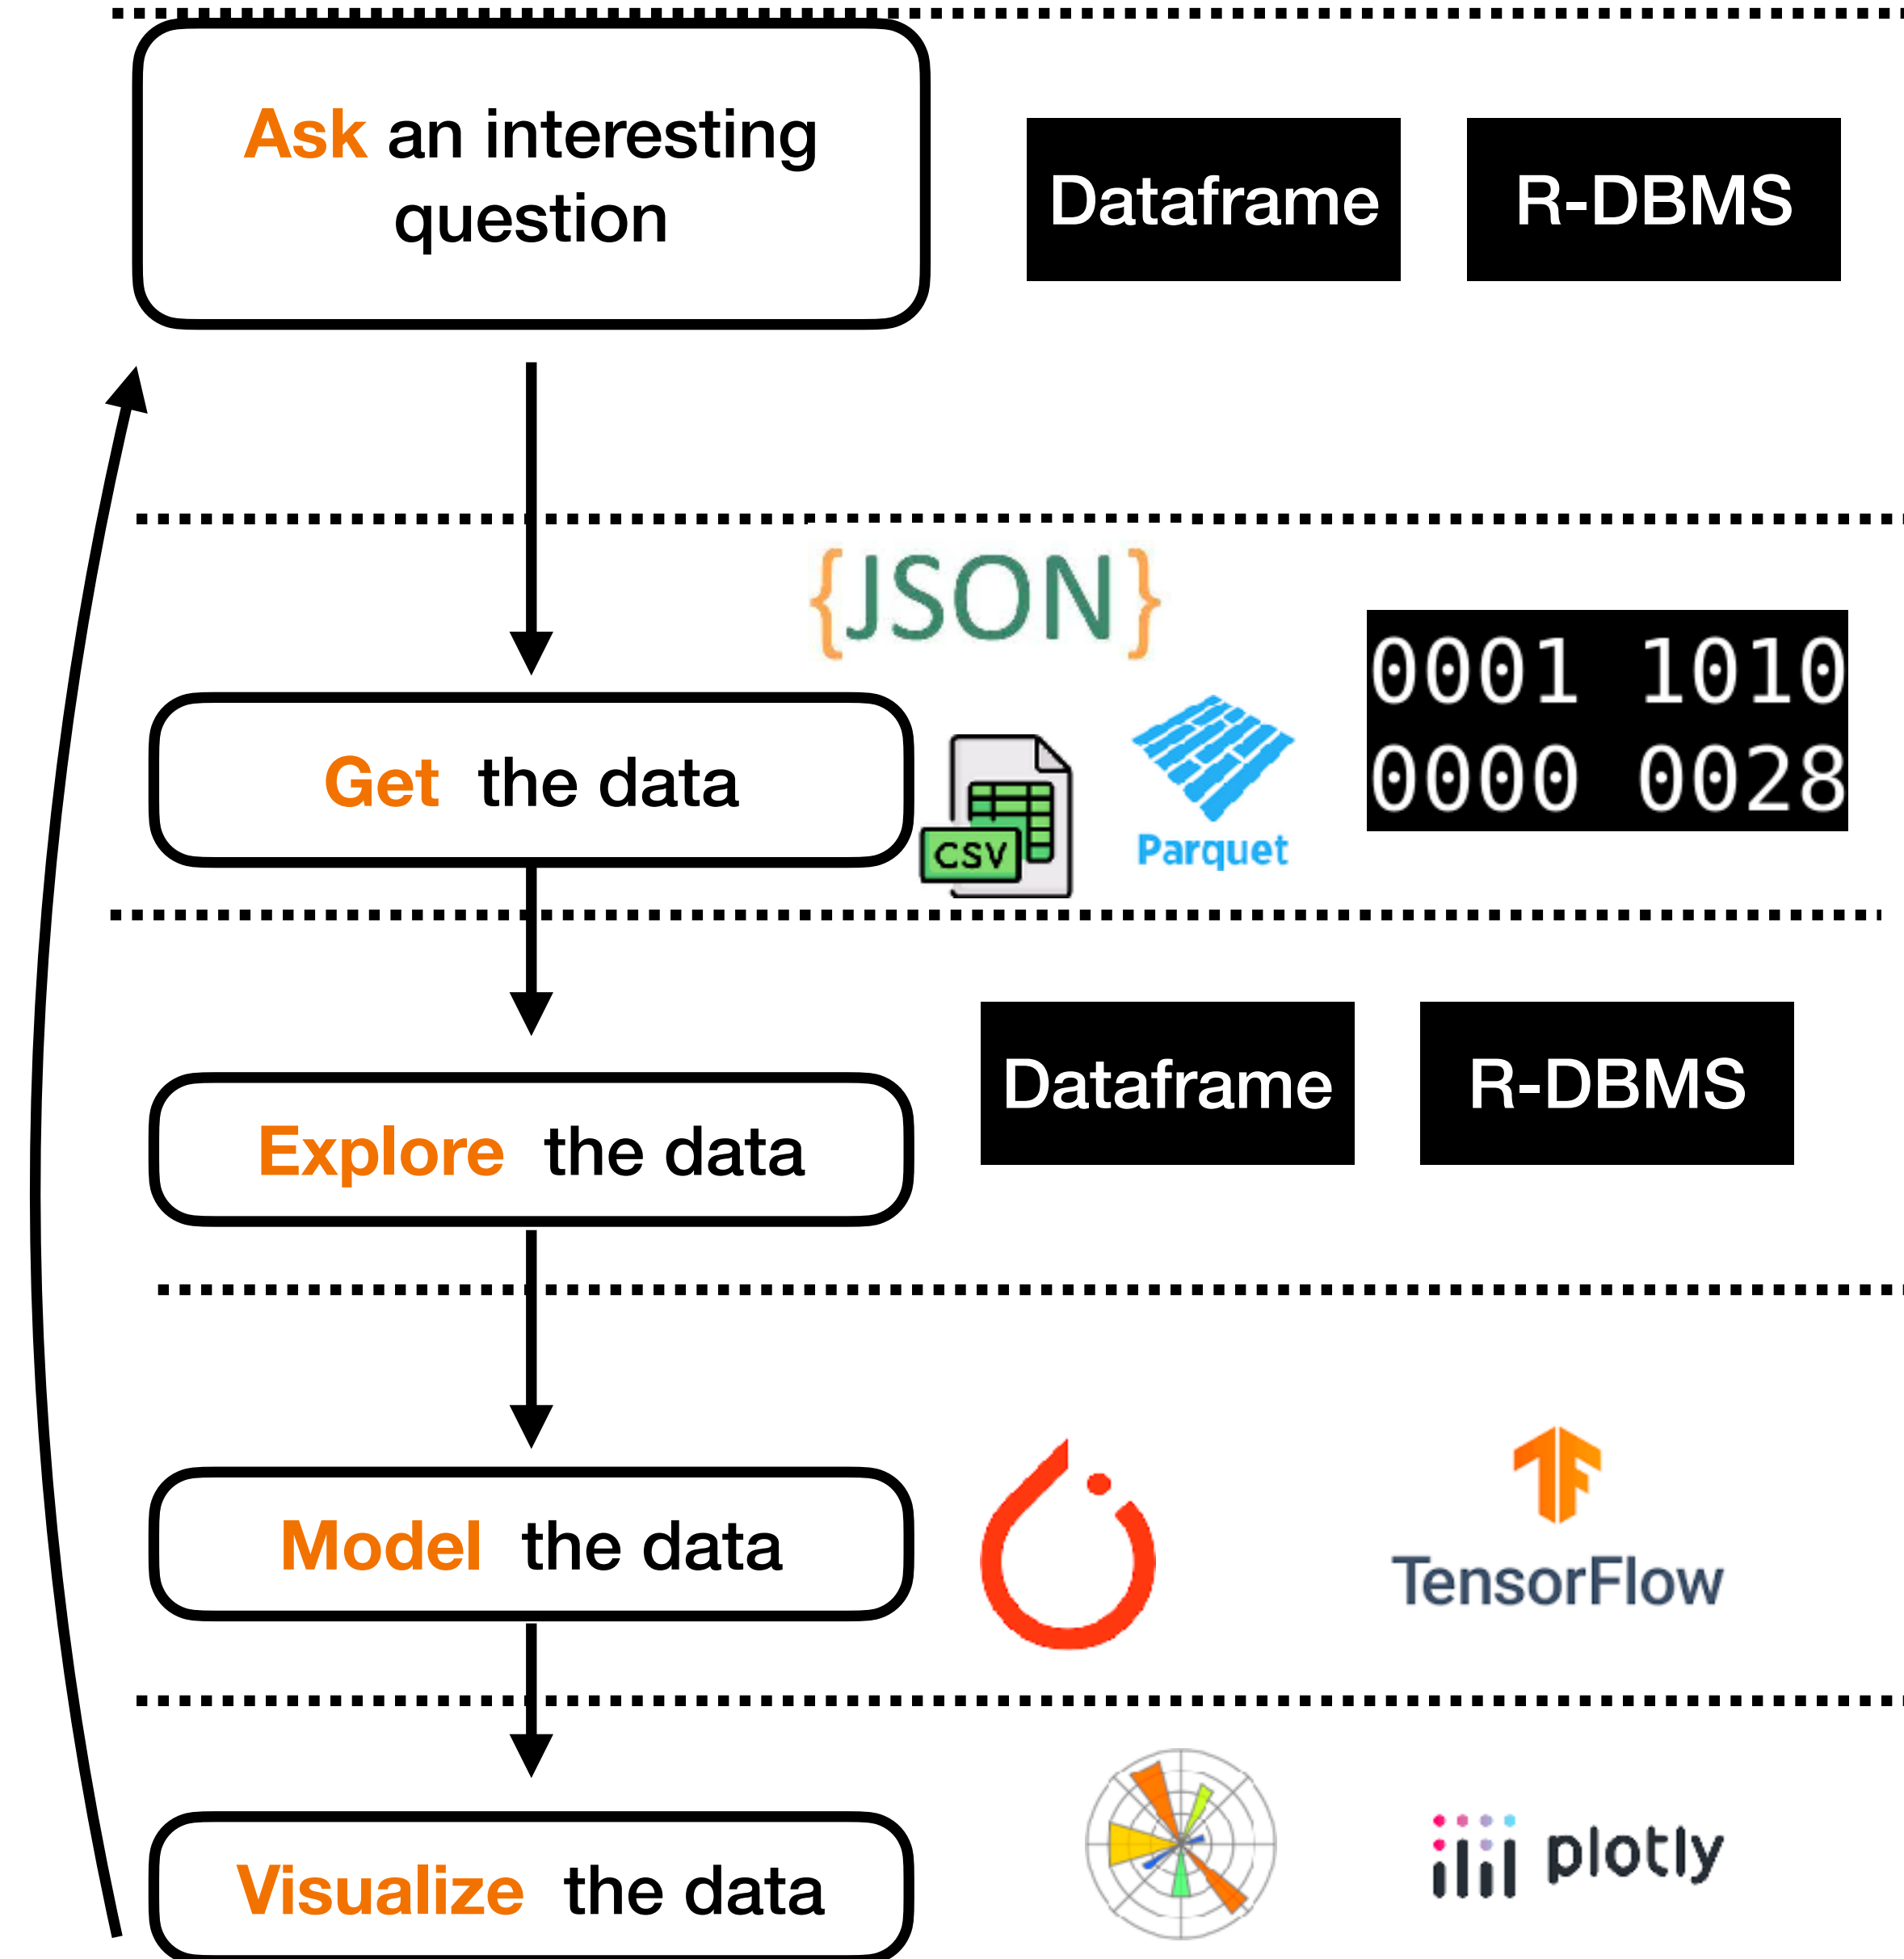 Ask an interesting
question
Dataframe
R-DBMS
{JSON}
0001 1010
0000 0028
Get the data
CSV
Parquet
Dataframe
R-DBMS
Explore the data
Model the data
TensorFlow
Visualize the data
plotly